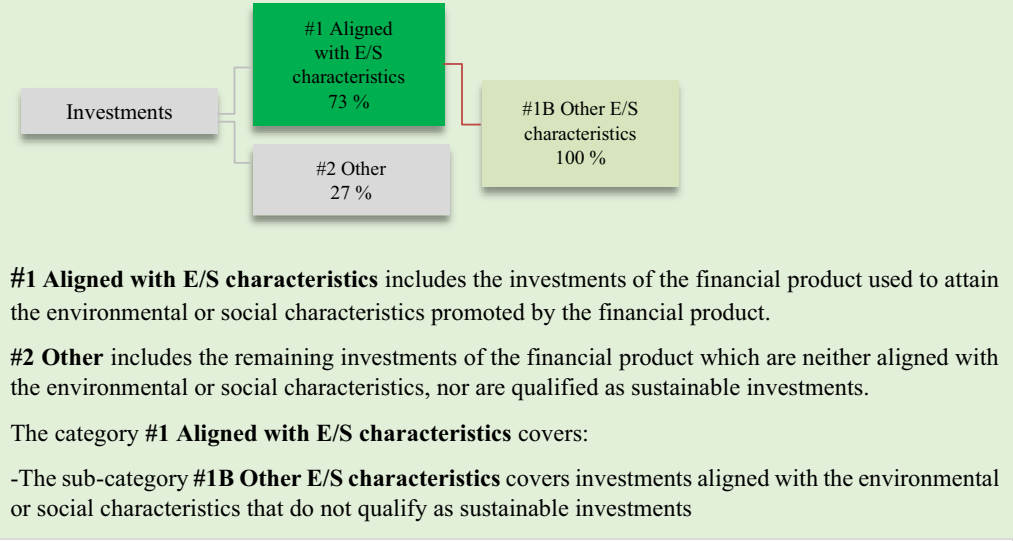 #1 Aligned
with E/S
characteristics
73 %
Investments
#1B Other E/S
characteristics
100 %
#2 Other
27 %
#1 Aligned with E/S characteristics includes the investments of the financial product used to attain
the environmental or social characteristics promoted by the financial product.
#2 Other includes the remaining investments of the financial product which are neither aligned with
the environmental or social characteristics, nor are qualified as sustainable investments.
The category #1 Aligned with E/S characteristics covers:
-The sub-category #1B Other E/S characteristics covers investments aligned with the environmental
or social characteristics that do not qualify as sustainable investments